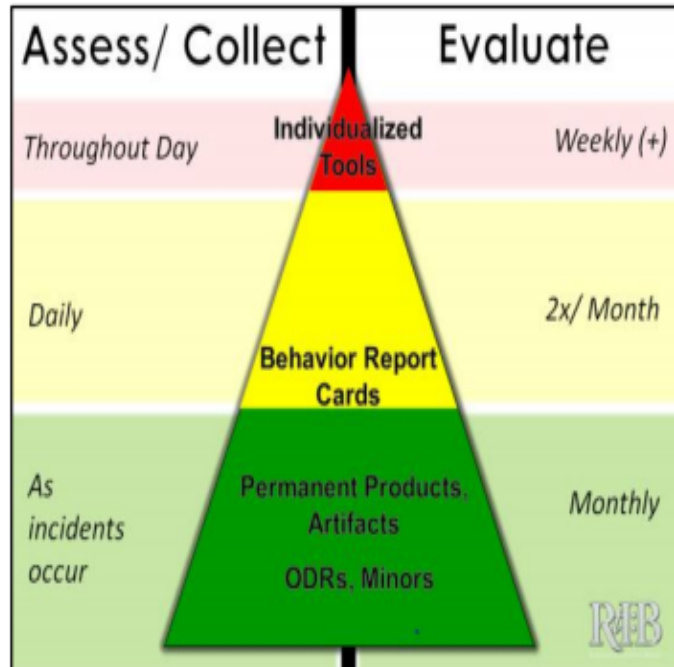 Assess/ Collect
Evaluate
Throughout Day
Individualized
Tools
Weekly (+)
Daily
Behavior Report
Cards
2x/ Month
As
incidents
occur
Permanent Products,
Artifacts
ODRs, Minors
Monthly